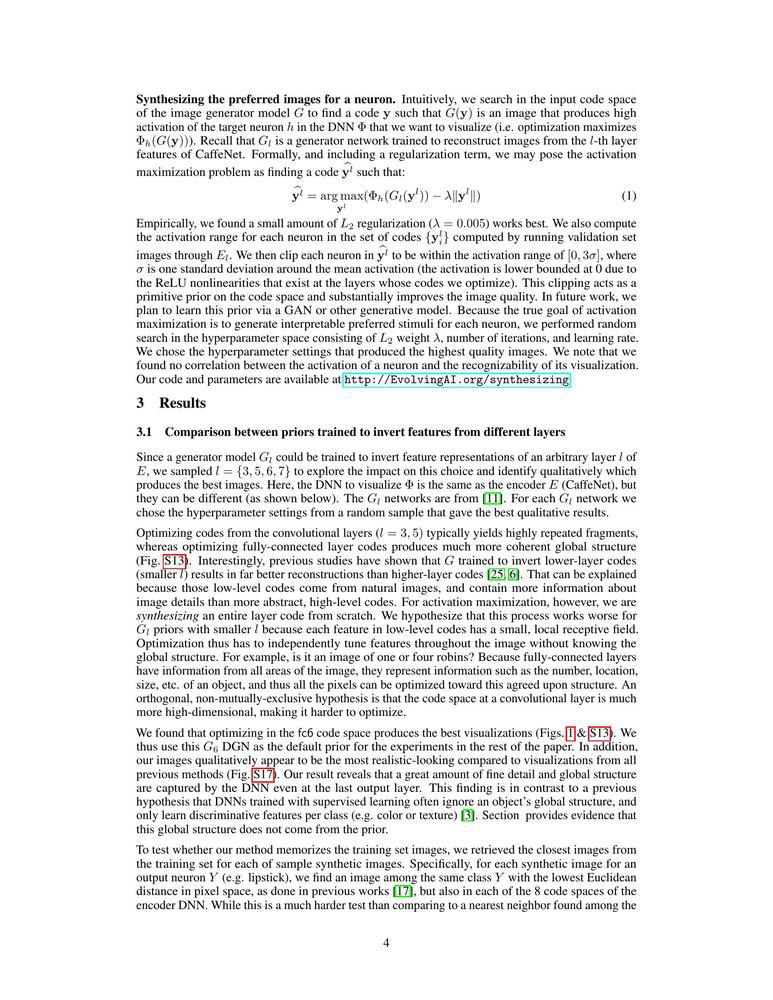 Synthesizing the preferred images for a neuron. Intuitively, we search in the input code space
of the image generator model G to find a code y such that G(y) is an image that produces high
activation of the target neuron h in the DNN Φ that we want to visualize (i.e. optimization maximizes
Φ_h(G(y))). Recall that G_l is a generator network trained to reconstruct images from the l-th layer
features of CaffeNet. Formally, and including a regularization term, we may pose the activation
maximization problem as finding a code \widehat{y^l} such that:
\widehat{y^l} = arg max_{y^l}(Φ_h(G_l(y^l)) − λ‖y^l‖) (1)
Empirically, we found a small amount of L_2 regularization (λ = 0.005) works best. We also compute
the activation range for each neuron in the set of codes {y_i^l} computed by running validation set
images through E_l. We then clip each neuron in \widehat{y^l} to be within the activation range of [0, 3σ], where
σ is one standard deviation around the mean activation (the activation is lower bounded at 0 due to
the ReLU nonlinearities that exist at the layers whose codes we optimize). This clipping acts as a
primitive prior on the code space and substantially improves the image quality. In future work, we
plan to learn this prior via a GAN or other generative model. Because the true goal of activation
maximization is to generate interpretable preferred stimuli for each neuron, we performed random
search in the hyperparameter space consisting of L_2 weight λ, number of iterations, and learning rate.
We chose the hyperparameter settings that produced the highest quality images. We note that we
found no correlation between the activation of a neuron and the recognizability of its visualization.
Our code and parameters are available at http://EvolvingAI.org/synthesizing.
3 Results
3.1 Comparison between priors trained to invert features from different layers
Since a generator model G_l could be trained to invert feature representations of an arbitrary layer l of
E, we sampled l = {3, 5, 6, 7} to explore the impact on this choice and identify qualitatively which
produces the best images. Here, the DNN to visualize Φ is the same as the encoder E (CaffeNet), but
they can be different (as shown below). The G_l networks are from [11]. For each G_l network we
chose the hyperparameter settings from a random sample that gave the best qualitative results.
Optimizing codes from the convolutional layers (l = 3, 5) typically yields highly repeated fragments,
whereas optimizing fully-connected layer codes produces much more coherent global structure
(Fig. S13). Interestingly, previous studies have shown that G trained to invert lower-layer codes
(smaller l) results in far better reconstructions than higher-layer codes [25, 6]. That can be explained
because those low-level codes come from natural images, and contain more information about
image details than more abstract, high-level codes. For activation maximization, however, we are
synthesizing an entire layer code from scratch. We hypothesize that this process works worse for
G_l priors with smaller l because each feature in low-level codes has a small, local receptive field.
Optimization thus has to independently tune features throughout the image without knowing the
global structure. For example, is it an image of one or four robins? Because fully-connected layers
have information from all areas of the image, they represent information such as the number, location,
size, etc. of an object, and thus all the pixels can be optimized toward this agreed upon structure. An
orthogonal, non-mutually-exclusive hypothesis is that the code space at a convolutional layer is much
more high-dimensional, making it harder to optimize.
We found that optimizing in the fc6 code space produces the best visualizations (Figs. 1 & S13). We
thus use this G_6 DGN as the default prior for the experiments in the rest of the paper. In addition,
our images qualitatively appear to be the most realistic-looking compared to visualizations from all
previous methods (Fig. S17). Our result reveals that a great amount of fine detail and global structure
are captured by the DNN even at the last output layer. This finding is in contrast to a previous
hypothesis that DNNs trained with supervised learning often ignore an object's global structure, and
only learn discriminative features per class (e.g. color or texture) [3]. Section provides evidence that
this global structure does not come from the prior.
To test whether our method memorizes the training set images, we retrieved the closest images from
the training set for each of sample synthetic images. Specifically, for each synthetic image for an
output neuron Y (e.g. lipstick), we find an image among the same class Y with the lowest Euclidean
distance in pixel space, as done in previous works [17], but also in each of the 8 code spaces of the
encoder DNN. While this is a much harder test than comparing to a nearest neighbor found among the
4